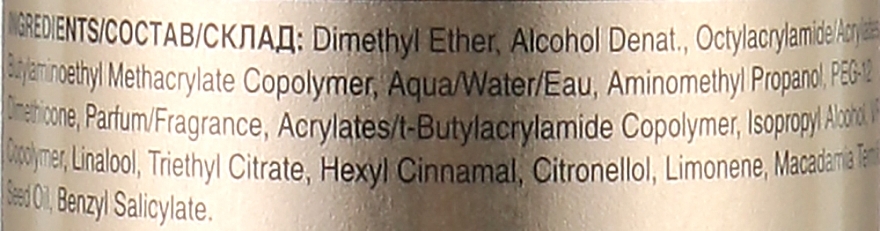 INGREDIENTS/СОСТАВ/СКЛАД: Dimethyl Ether, Alcohol Denat., Octylacrylamide/Acrylates/
Butylaminoethyl Methacrylate Copolymer, Aqua/Water/Eau, Aminomethyl Propanol, PEG-12
Dimethicone, Parfum/Fragrance, Acrylates/t-Butylacrylamide Copolymer, Isopropyl Alcohol,
Copolymer, Linalool, Triethyl Citrate, Hexyl Cinnamal, Citronellol, Limonene, Macadamia
Seed Oil, Benzyl Salicylate.